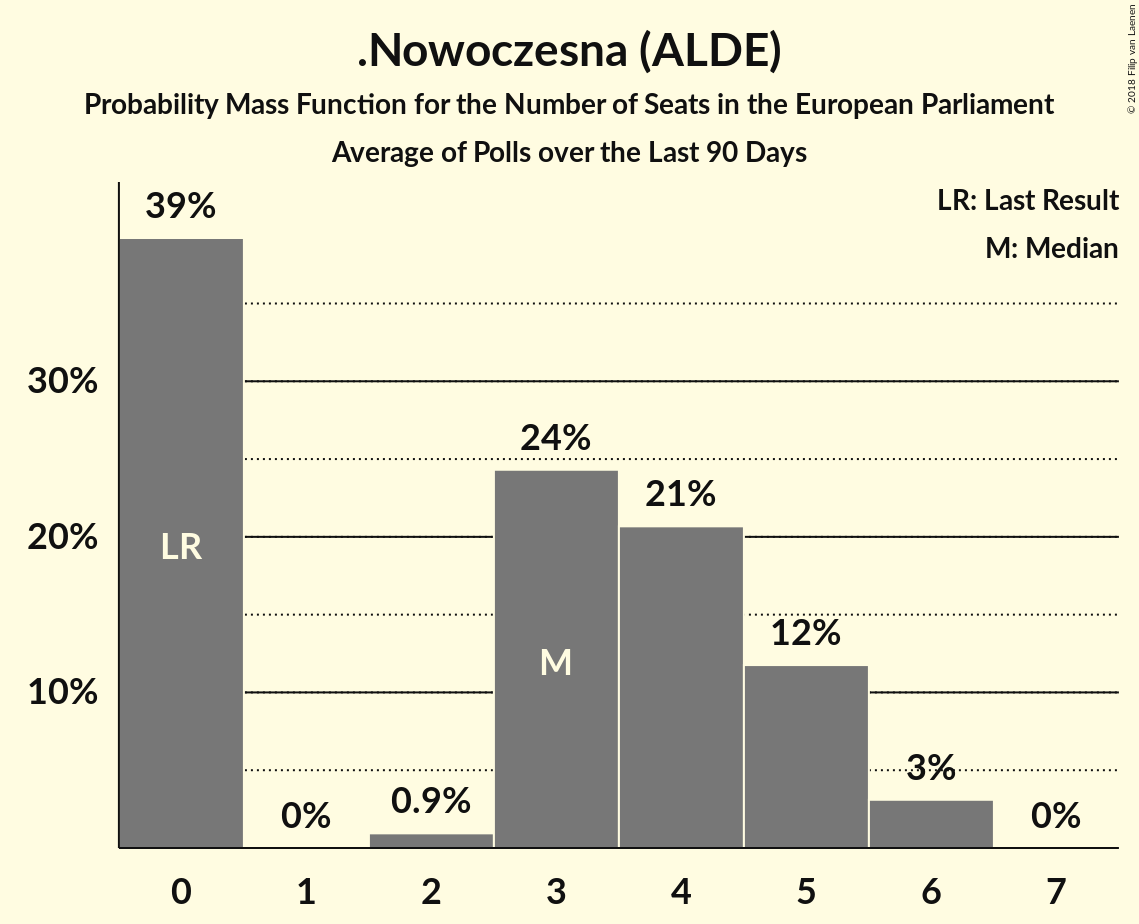 .Nowoczesna (ALDE)
Probability Mass Function for the Number of Seats in the European Parliament
Average of Polls over the Last 90 Days
© 2018 Filip van Laenen
LR: Last Result
M: Median
39%
30%
24%
21%
20%
LR
12%
M
10%
3%
0.9%
0%
0%
0 1 2 3 4 5 6 7